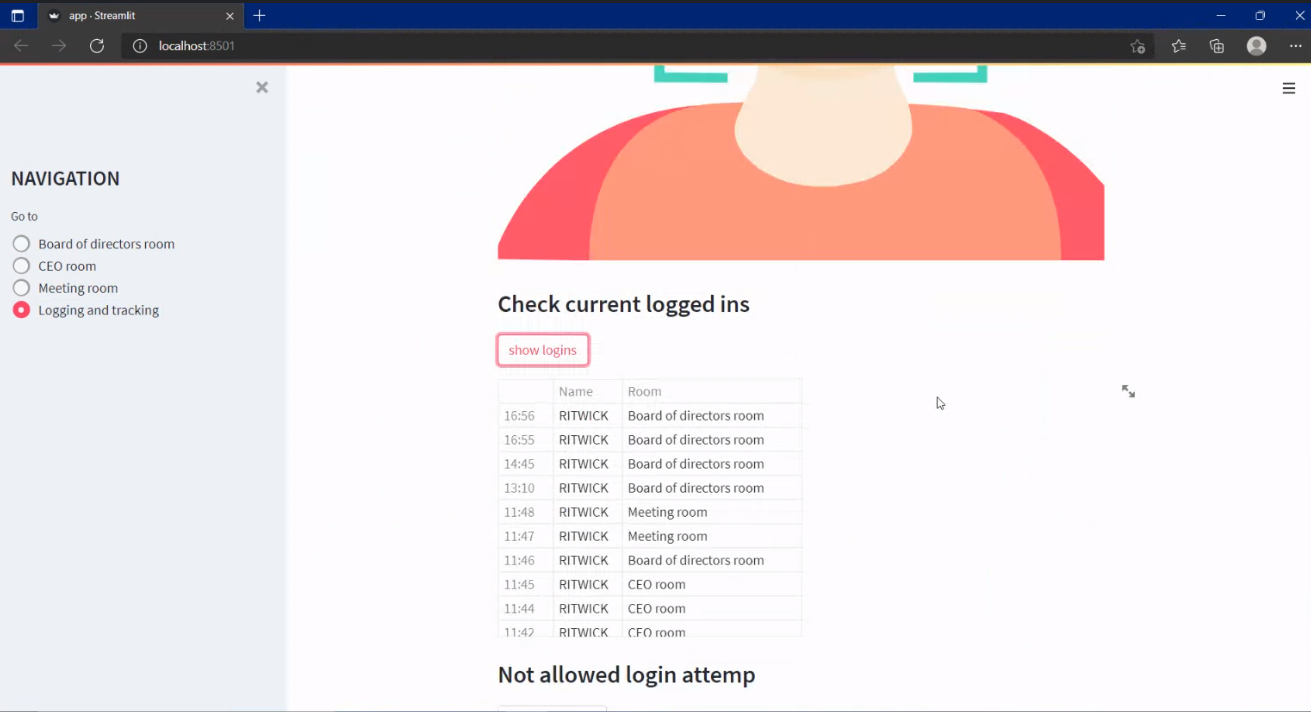 app · Streamlit
localhost:8501
NAVIGATION
Go to
Board of directors room
CEO room
Meeting room
Logging and tracking
Check current logged ins
show logins
Name Room
16:56 RITWICK Board of directors room
16:55 RITWICK Board of directors room
14:45 RITWICK Board of directors room
13:10 RITWICK Board of directors room
11:48 RITWICK Meeting room
11:47 RITWICK Meeting room
11:46 RITWICK Board of directors room
11:45 RITWICK CEO room
11:44 RITWICK CEO room
11:42 RITWICK CEO room
Not allowed login attemp